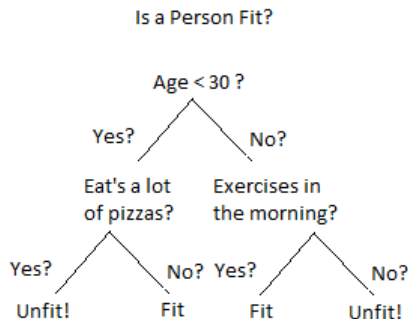 Is a Person Fit?
Age < 30 ?
Yes?
No?
Eat's a lot
of pizzas?
Exercises in
the morning?
Yes?
No?
Yes?
No?
Unfit!
Fit
Fit
Unfit!